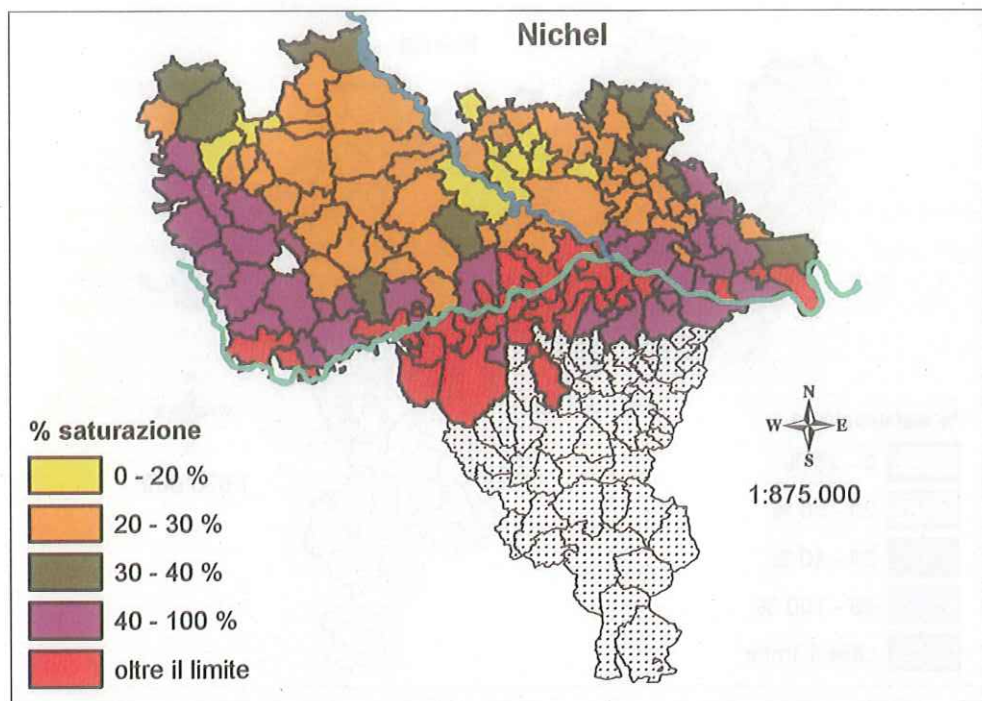 Nichel
% saturazione
0 - 20 %
20 - 30 %
30 - 40 %
40 - 100 %
oltre il limite
N
W E
S
1:875.000